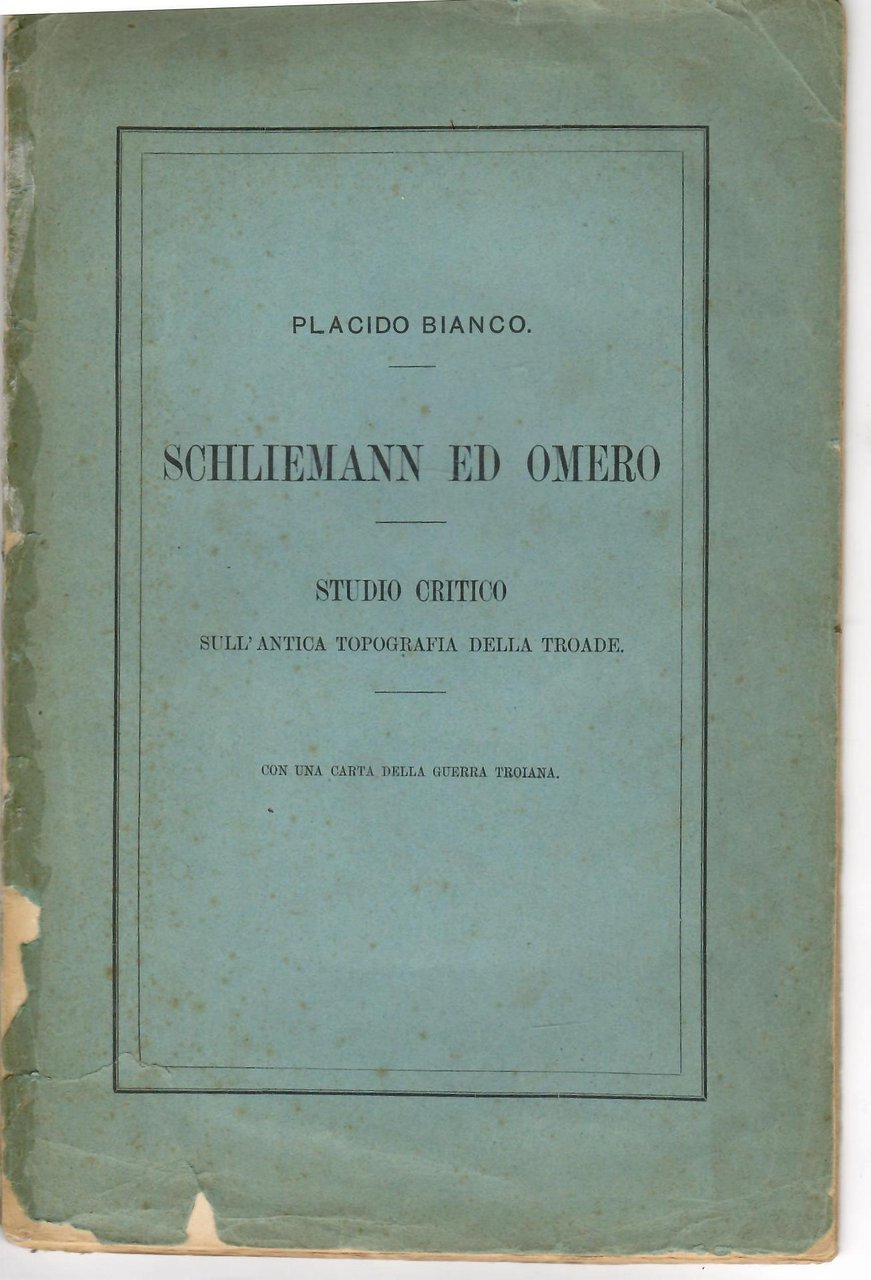 PLACIDO BIANCO.
SCHLIEMANN ED OMERO
STUDIO CRITICO
SULL'ANTICA TOPOGRAFIA DELLA TROADE.
CON UNA CARTA DELLA GUERRA TROIANA.